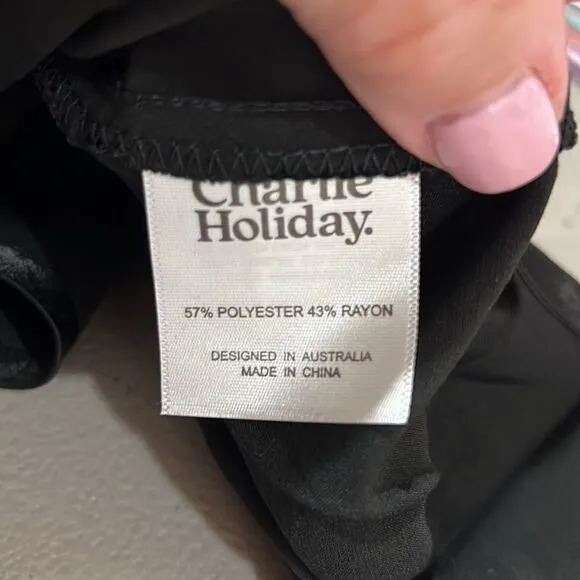 Charlie
Holiday.
57% POLYESTER 43% RAYON
DESIGNED IN AUSTRALIA
MADE IN CHINA